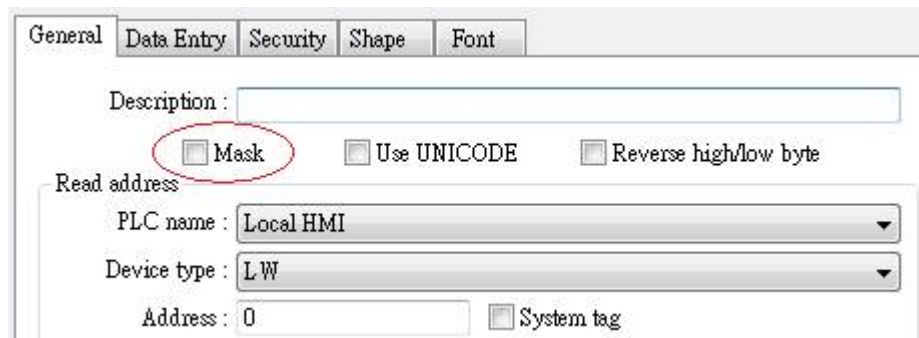 General Data Entry Security Shape Font
Description :
Mask Use UNICODE Reverse high/low byte
Read address
PLC name : Local HMI
Device type : LW
Address : 0 System tag